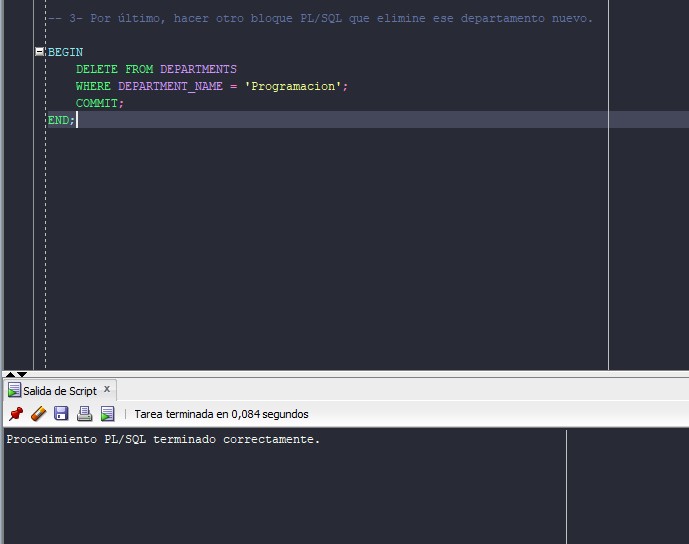 -- 3- Por último, hacer otro bloque PL/SQL que elimine ese departamento nuevo.
BEGIN
DELETE FROM DEPARTMENTS
WHERE DEPARTMENT_NAME = 'Programacion';
COMMIT;
END;
Salida de Script x
Tarea terminada en 0,084 segundos
Procedimiento PL/SQL terminado correctamente.